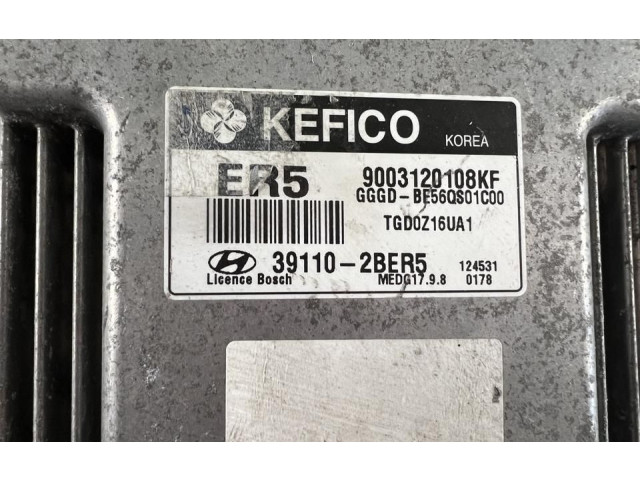 KEFICO KOREA
ER5 9003120108KF
GGGD-BE56QS01C00
TGD0Z16UA1
39110-2BER5 124531
Licence Bosch MEDG17.9.8 0178